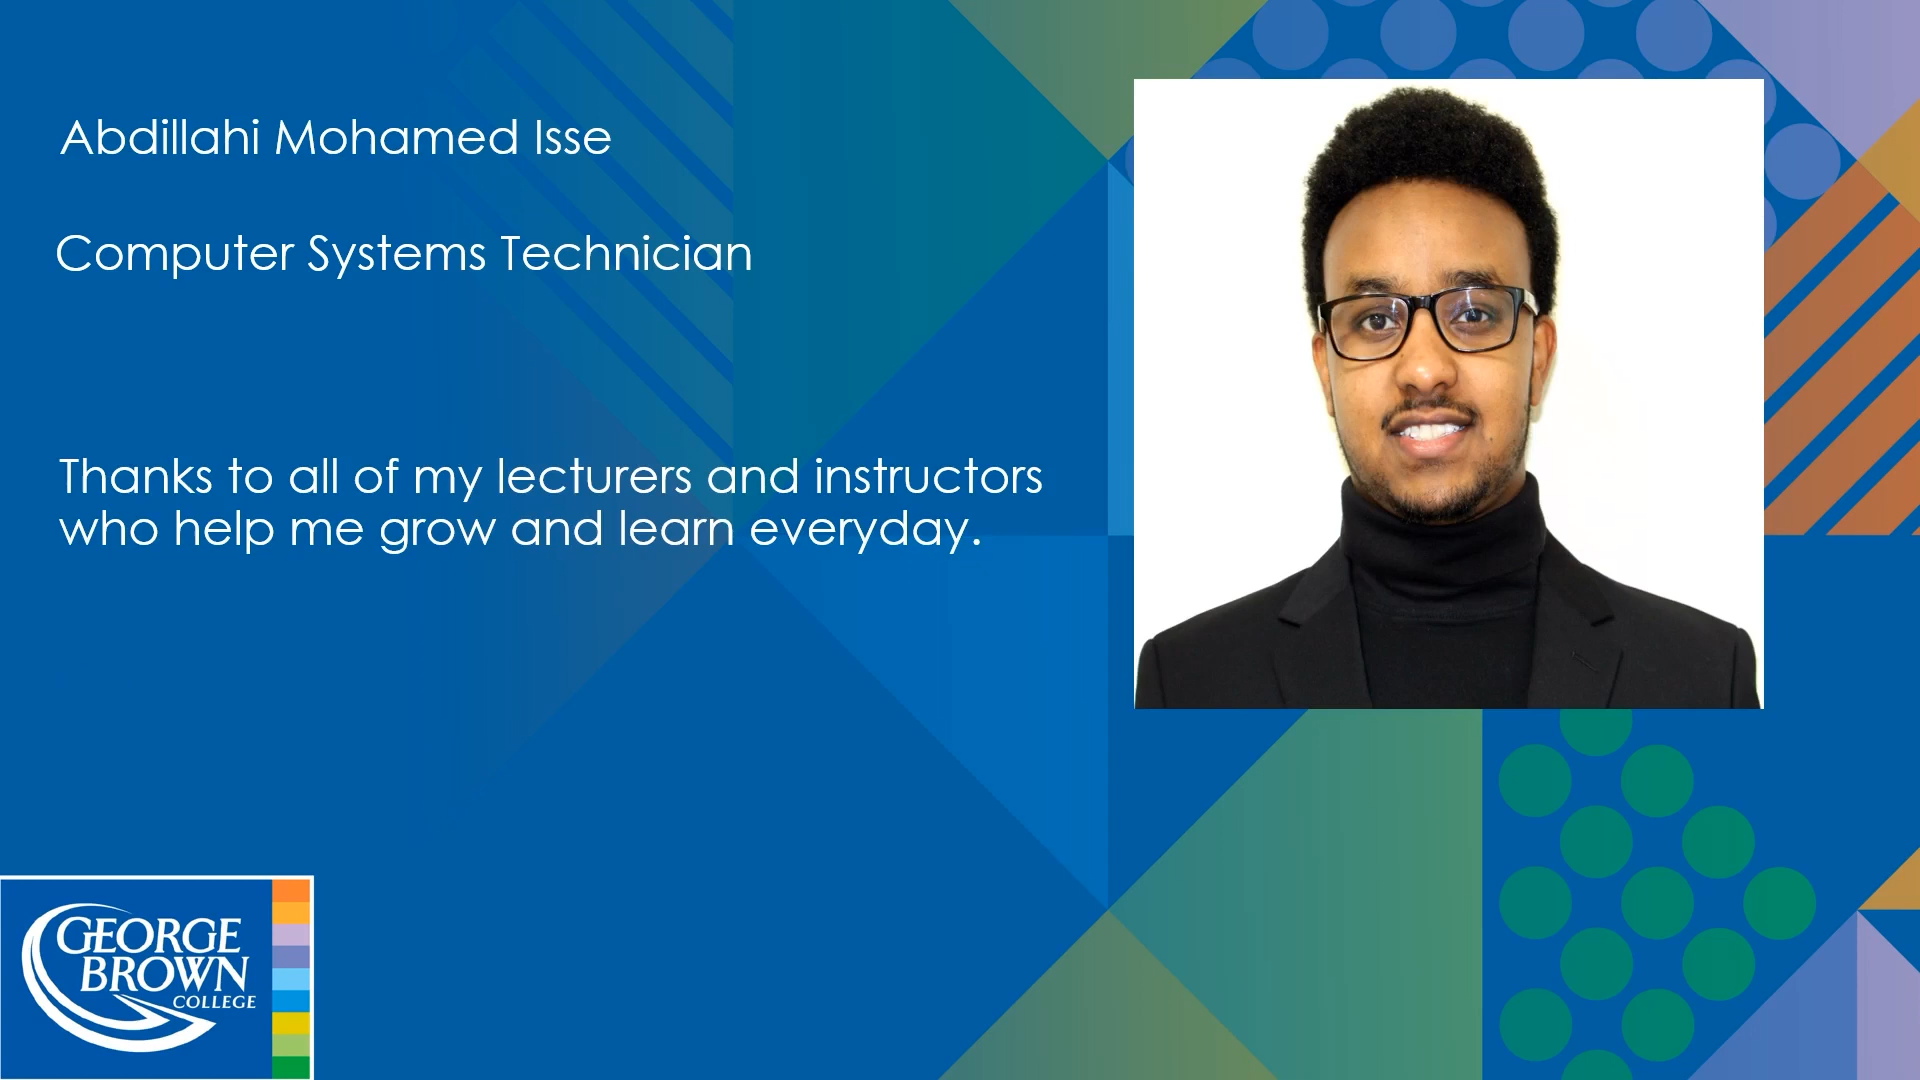 Abdillahi Mohamed Isse
Computer Systems Technician
Thanks to all of my lecturers and instructors
who help me grow and learn everyday.
GEORGE
BROWN
COLLEGE